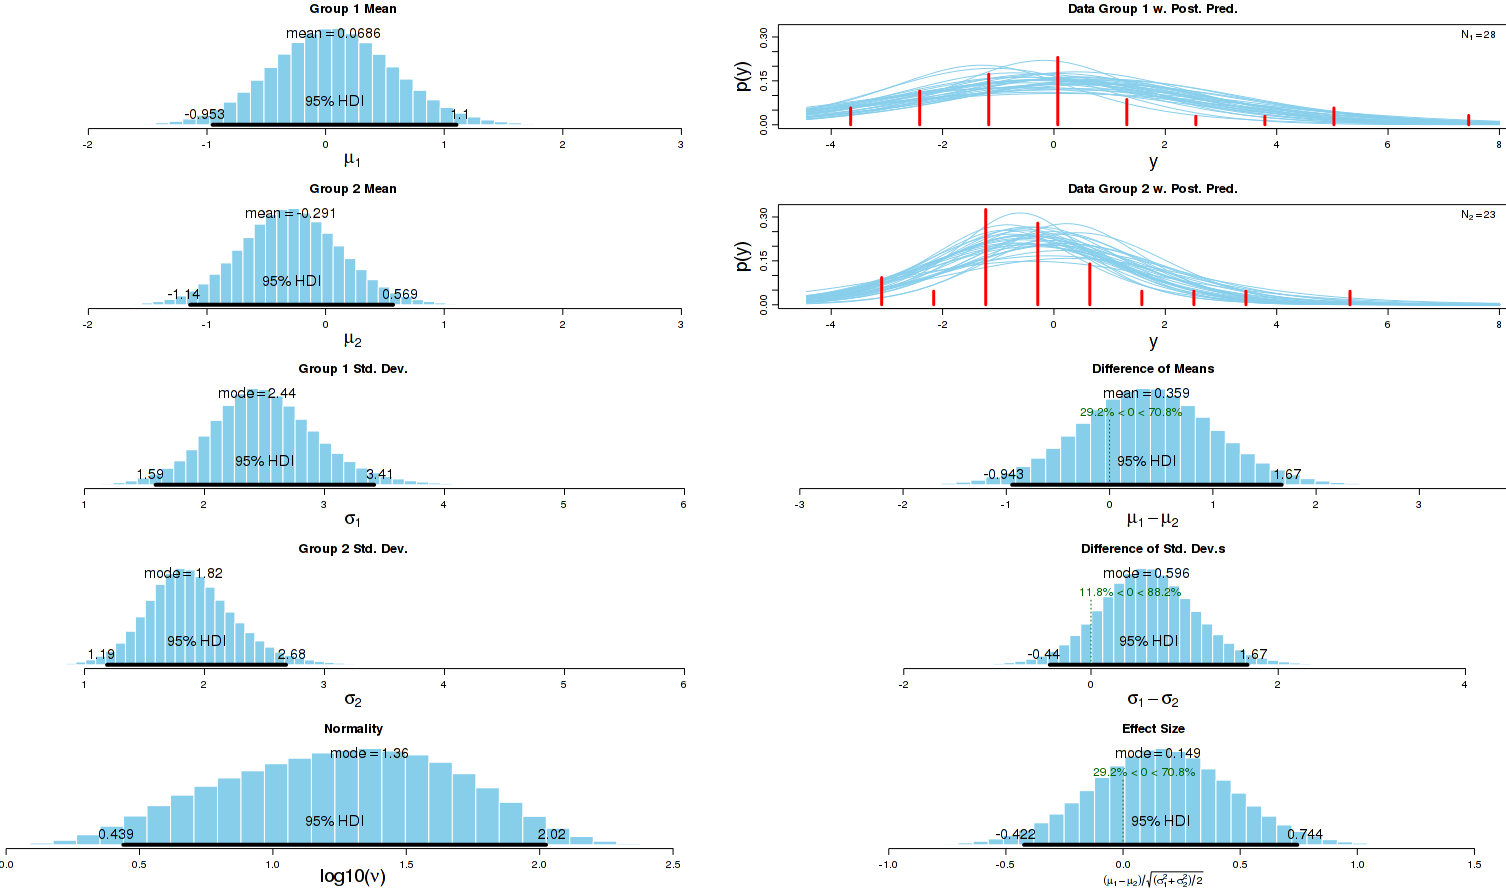 Group 1 Mean
mean = 0.0686
95% HDI
-0.953
1.1
-2 -1 0 1 2 3
μ1
Data Group 1 w. Post. Pred.
N1 = 28
p(y)
0.00 0.15 0.30
-4 -2 0 2 4 6 8
y
Group 2 Mean
mean = -0.291
95% HDI
-1.14
0.569
-2 -1 0 1 2 3
μ2
Data Group 2 w. Post. Pred.
N2 = 23
p(y)
0.00 0.15 0.30
-4 -2 0 2 4 6 8
y
Group 1 Std. Dev.
mode = 2.44
95% HDI
1.59
3.41
1 2 3 4 5 6
σ1
Difference of Means
mean = 0.359
29.2% < 0 < 70.8%
95% HDI
-0.943
1.67
-3 -2 -1 0 1 2 3
μ1 − μ2
Group 2 Std. Dev.
mode = 1.82
95% HDI
1.19
2.68
1 2 3 4 5 6
σ2
Difference of Std. Dev.s
mode = 0.596
11.8% < 0 < 88.2%
95% HDI
-0.44
1.67
-2 0 2 4
σ1 − σ2
Normality
mode = 1.36
95% HDI
0.439
2.02
0.0 0.5 1.0 1.5 2.0 2.5
log10(ν)
Effect Size
mode = 0.149
29.2% < 0 < 70.8%
95% HDI
-0.422
0.744
-1.0 -0.5 0.0 0.5 1.0 1.5
(μ1 − μ2)/√(σ1² + σ2²)/2